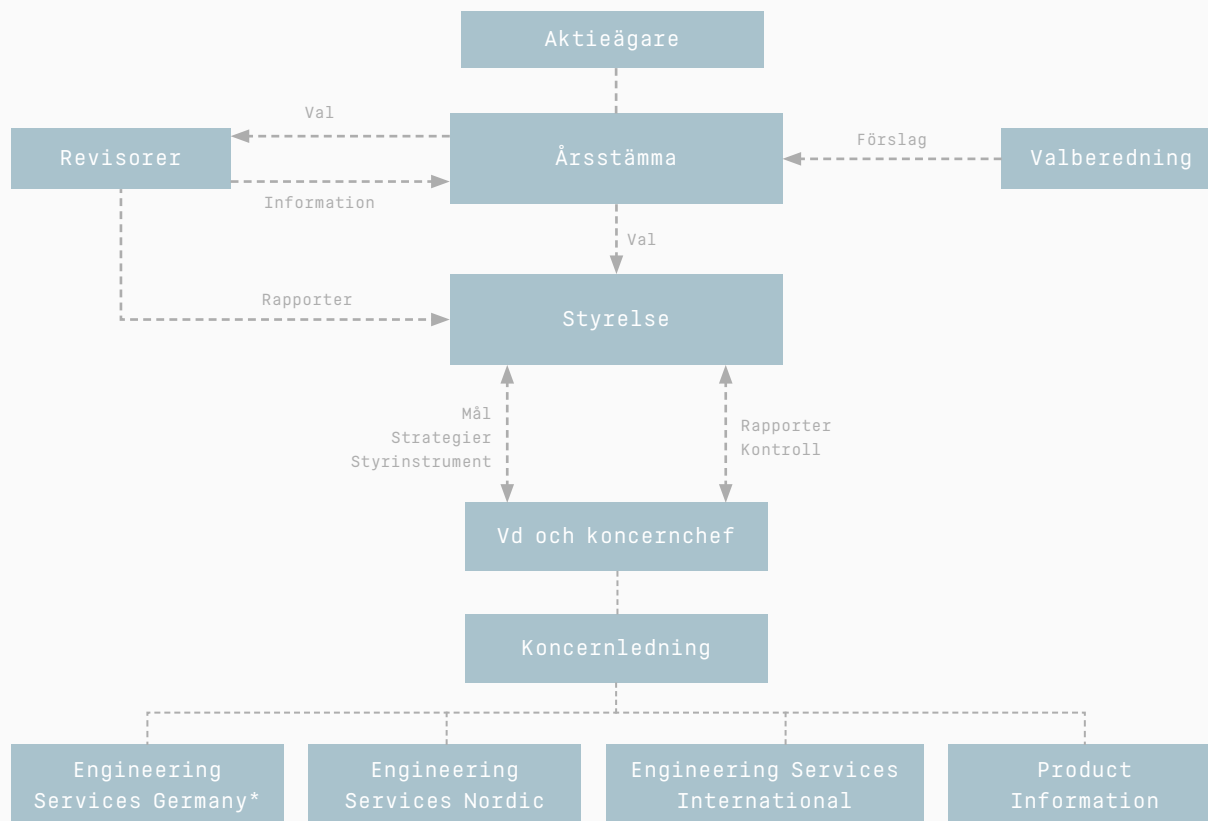 Aktieägare
Val
Revisorer
Årsstämma
Förslag
Valberedning
Information
Val
Rapporter
Styrelse
Mål
Strategier
Styrinstrument
Rapporter
Kontroll
Vd och koncernchef
Koncernledning
Engineering
Services Germany*
Engineering
Services Nordic
Engineering Services
International
Product
Information